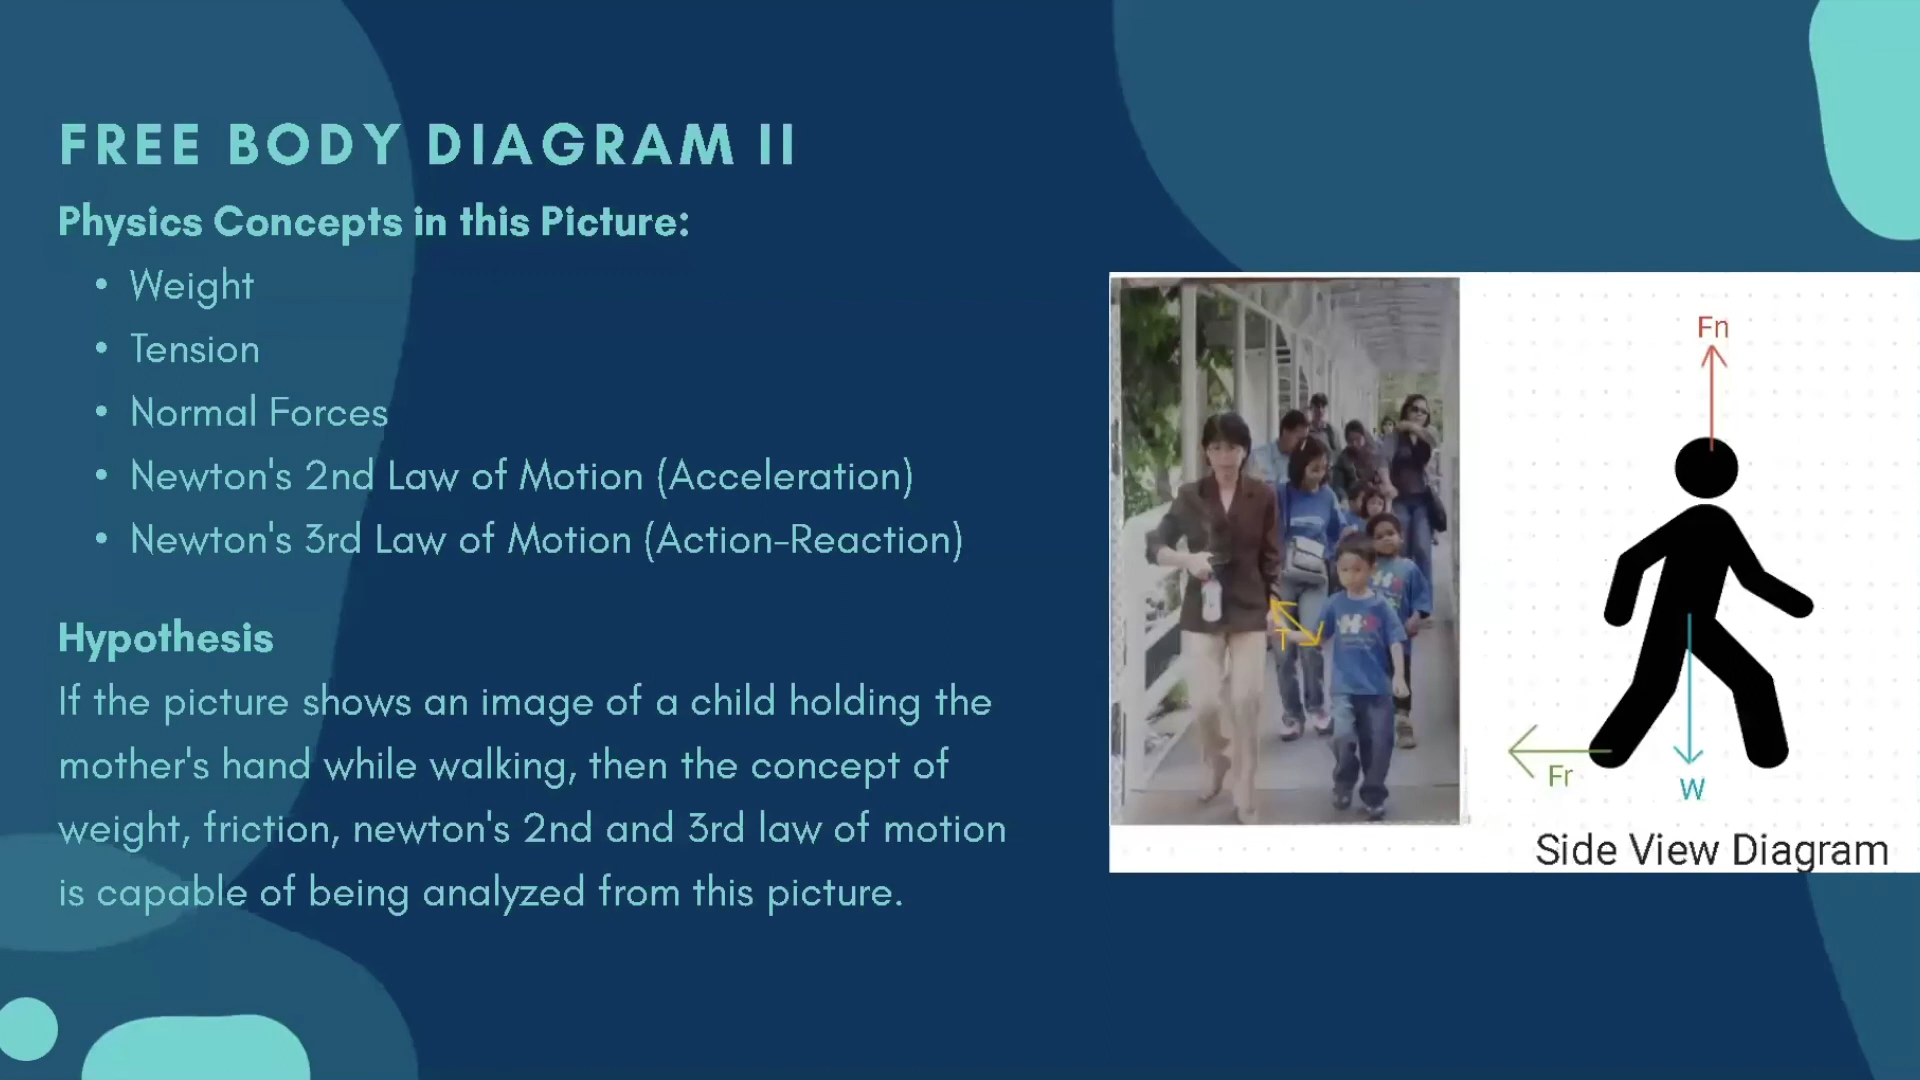 FREE BODY DIAGRAM II
Physics Concepts in this Picture:
• Weight
• Tension
• Normal Forces
• Newton's 2nd Law of Motion (Acceleration)
• Newton's 3rd Law of Motion (Action-Reaction)
Hypothesis
If the picture shows an image of a child holding the
mother's hand while walking, then the concept of
weight, friction, newton's 2nd and 3rd law of motion
is capable of being analyzed from this picture.
T
Fn
Fr
W
Side View Diagram